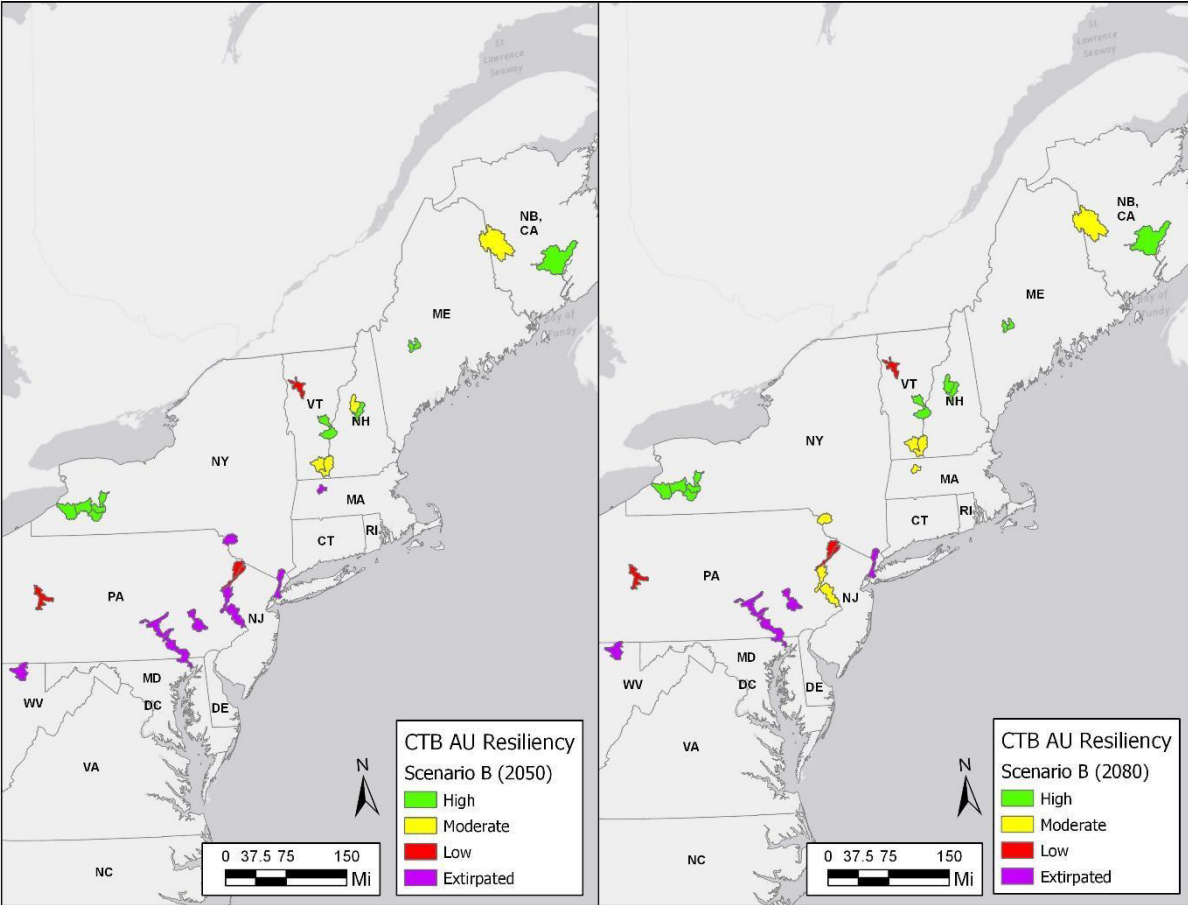 St.
Lawrence
Seaway
NB,
CA
ME
Bay of
Fundy
VT
NH
NY
MA
CT
RI
PA
NJ
MD
WV
DC
DE
VA
NC
CTB AU Resiliency
Scenario B (2050)
High
Moderate
Low
Extirpated
N
0 37.5 75 150
Mi
St.
Lawrence
Seaway
NB,
CA
Bay of
Fundy
ME
VT
NH
NY
MA
CT
RI
PA
NJ
MD
WV
DC
DE
VA
NC
CTB AU Resiliency
Scenario B (2080)
High
Moderate
Low
Extirpated
N
0 37.5 75 150
Mi